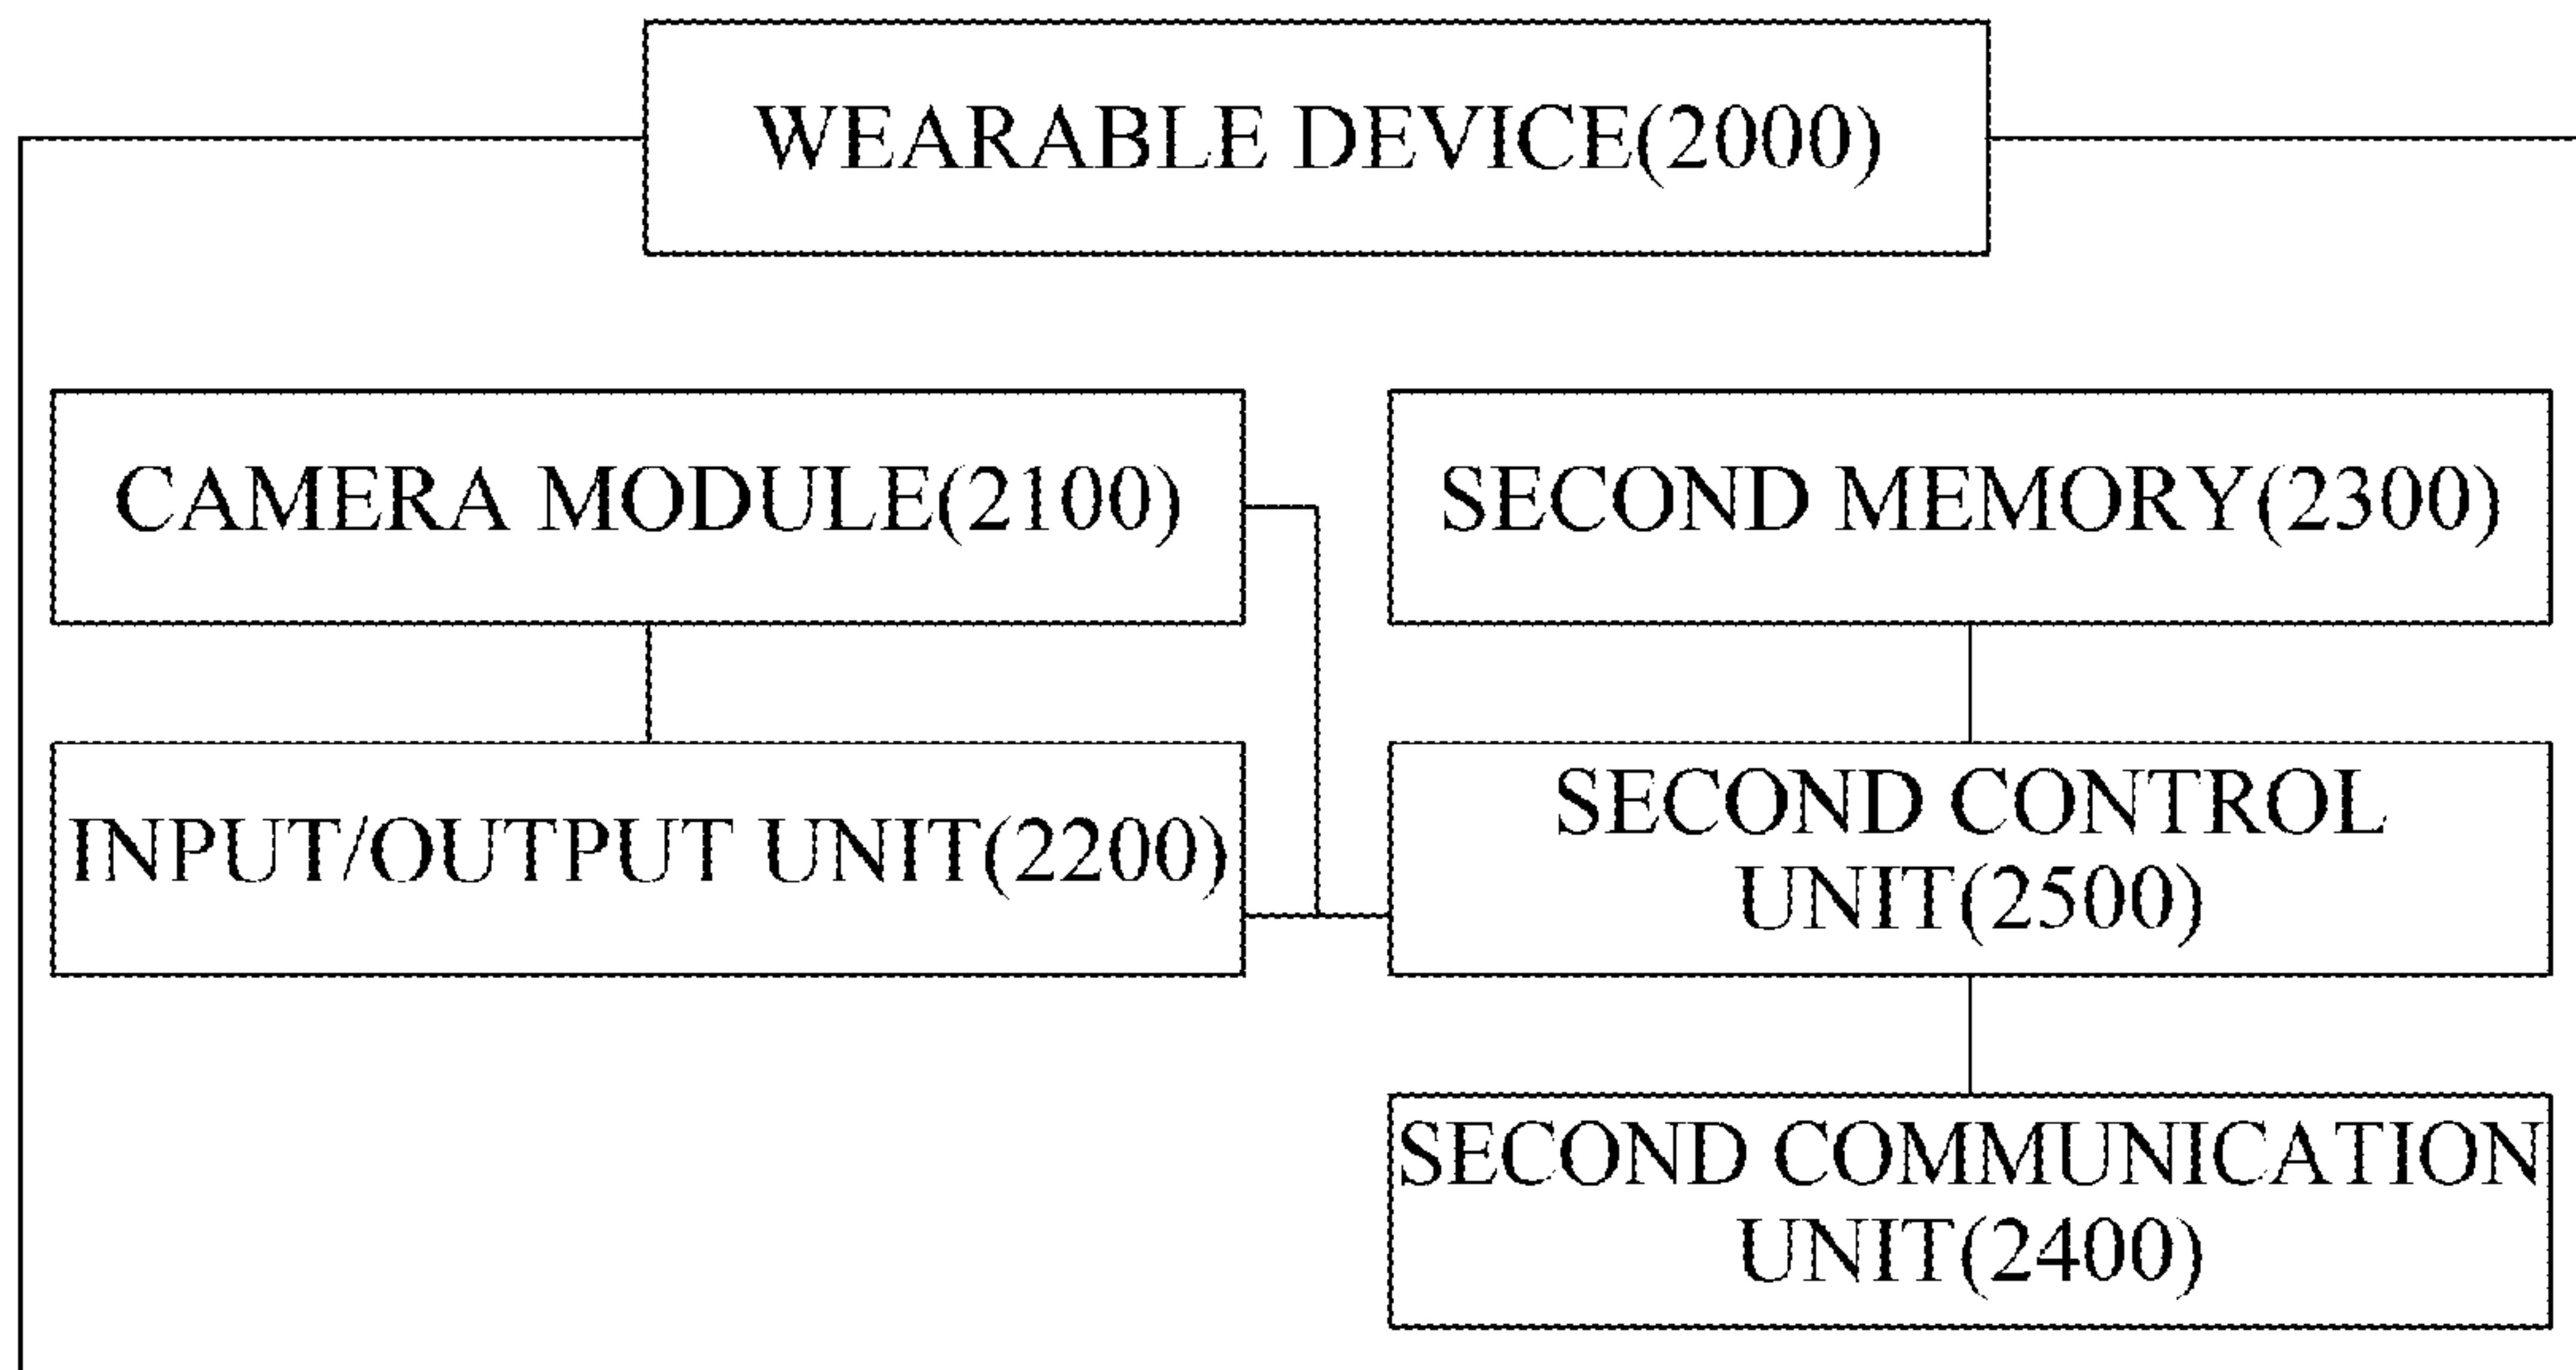 WEARABLE DEVICE(2000)
CAMERA MODULE(2100)
SECOND MEMORY(2300)
INPUT/OUTPUT UNIT(2200)
SECOND CONTROL
UNIT(2500)
SECOND COMMUNICATION
UNIT(2400)